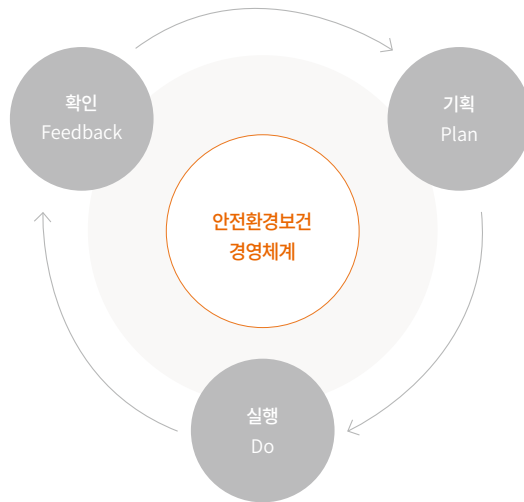 확인
Feedback
기획
Plan
안전환경보건
경영체계
실행
Do